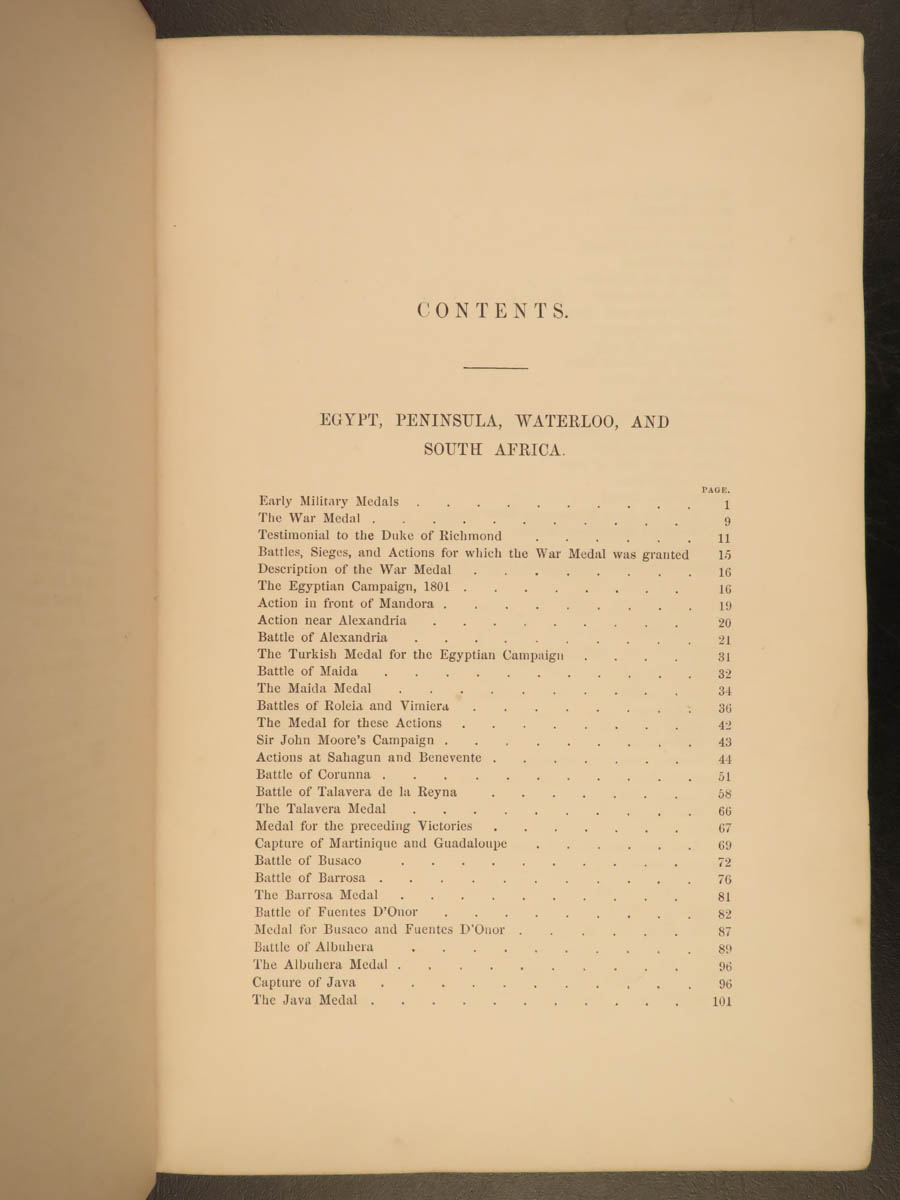 CONTENTS.
EGYPT, PENINSULA, WATERLOO, AND
SOUTH AFRICA.
PAGE.
Early Military Medals . . . . . . . . . . 1
The War Medal . . . . . . . . . . . 9
Testimonial to the Duke of Richmond . . . . . . 11
Battles, Sieges, and Actions for which the War Medal was granted 15
Description of the War Medal . . . . . . . . 16
The Egyptian Campaign, 1801 . . . . . . . . 16
Action in front of Mandora . . . . . . . . . 19
Action near Alexandria . . . . . . . . . 20
Battle of Alexandria . . . . . . . . . . 21
The Turkish Medal for the Egyptian Campaign . . . . 31
Battle of Maida . . . . . . . . . . . 32
The Maida Medal . . . . . . . . . . 34
Battles of Roleia and Vimiera . . . . . . . . 36
The Medal for these Actions . . . . . . . . 42
Sir John Moore's Campaign . . . . . . . . . 43
Actions at Sahagun and Benevente . . . . . . . 44
Battle of Corunna . . . . . . . . . . . 51
Battle of Talavera de la Reyna . . . . . . . 58
The Talavera Medal . . . . . . . . . . 66
Medal for the preceding Victories . . . . . . . 67
Capture of Martinique and Guadaloupe . . . . . . 69
Battle of Busaco . . . . . . . . . . 72
Battle of Barrosa . . . . . . . . . . . 76
The Barrosa Medal . . . . . . . . . . 81
Battle of Fuentes D'Onor . . . . . . . . . 82
Medal for Busaco and Fuentes D'Onor . . . . . . 87
Battle of Albuhera . . . . . . . . . . 89
The Albuhera Medal . . . . . . . . . . 96
Capture of Java . . . . . . . . . . . 96
The Java Medal . . . . . . . . . . . 101